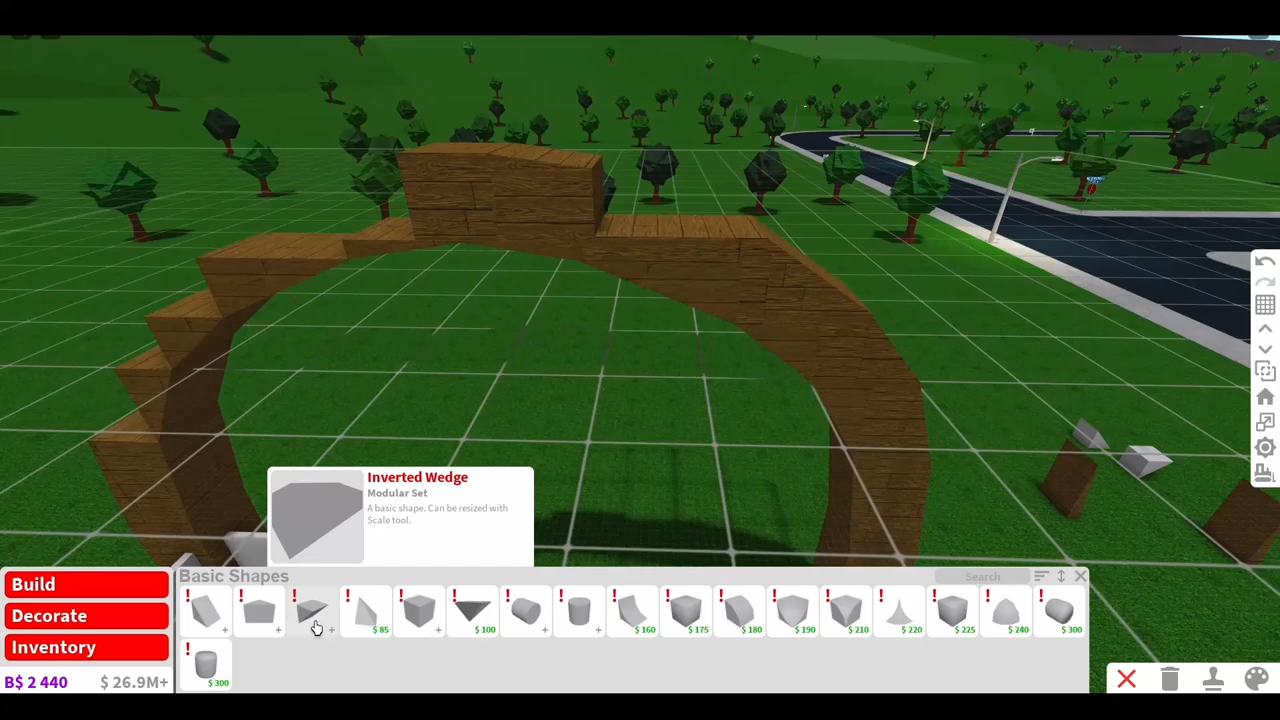 Inverted Wedge
Modular Set
A basic shape. Can be resized with
Scale tool.
Build
Decorate
Inventory
B$ 2 440 $ 26.9M+
Basic Shapes
Search
! ! ! ! ! ! ! ! ! ! ! ! ! ! ! ! !
+ + + $ 85 + $ 100 + + $ 160 $ 175 $ 180 $ 190 $ 210 $ 220 $ 225 $ 240 $ 300
!
$ 300